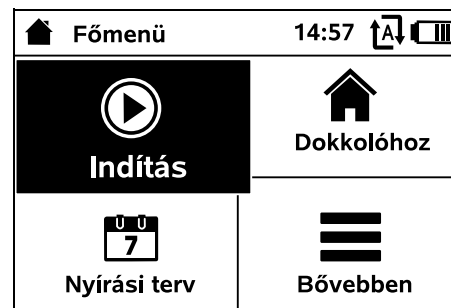 Főmenü 14:57 A
Indítás
Dokkolóhoz
7
Nyírási terv
Bővebben